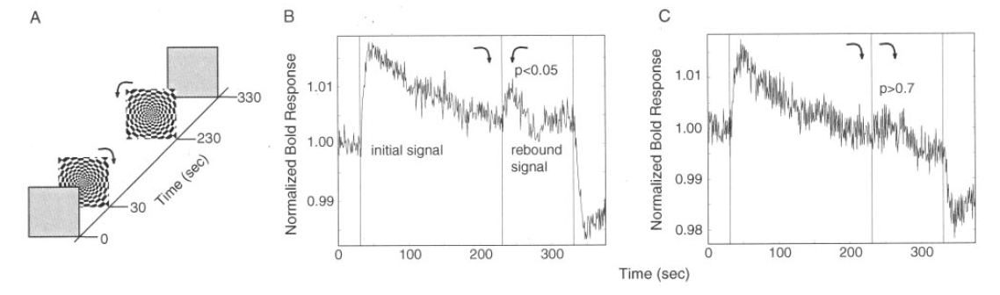 A
330
230
30
0
Time (sec)
B
Normalized Bold Response
1.01
1.00
0.99
initial signal
p<0.05
rebound
signal
0
100
200
300
C
Normalized Bold Response
1.01
1.00
0.99
0.98
p>0.7
0
100
200
300
Time (sec)